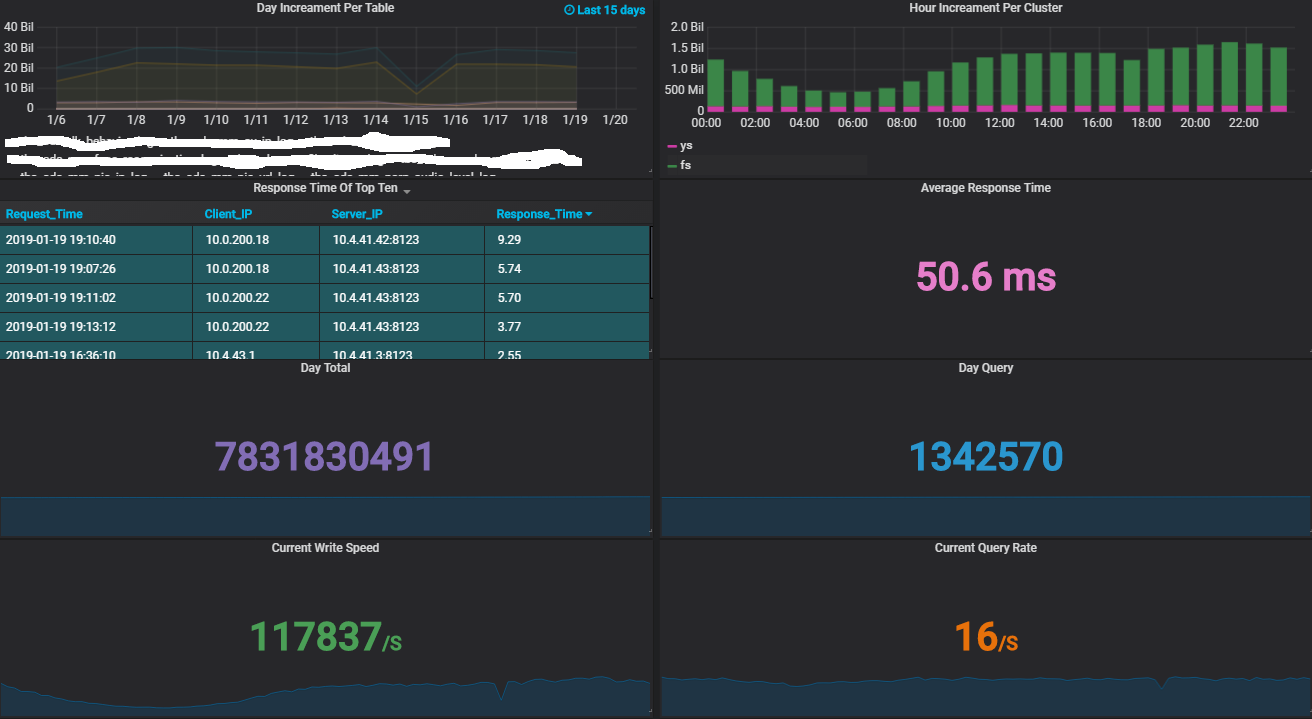 Day Increament Per Table
Last 15 days
40 Bil
30 Bil
20 Bil
10 Bil
0
1/6 1/7 1/8 1/9 1/10 1/11 1/12 1/13 1/14 1/15 1/16 1/17 1/18 1/19 1/20
Hour Increament Per Cluster
2.0 Bil
1.5 Bil
1.0 Bil
500 Mil
0
00:00 02:00 04:00 06:00 08:00 10:00 12:00 14:00 16:00 18:00 20:00 22:00
ys
fs
Response Time Of Top Ten
Request_Time Client_IP Server_IP Response_Time
2019-01-19 19:10:40 10.0.200.18 10.4.41.42:8123 9.29
2019-01-19 19:07:26 10.0.200.18 10.4.41.43:8123 5.74
2019-01-19 19:11:02 10.0.200.22 10.4.41.43:8123 5.70
2019-01-19 19:13:12 10.0.200.22 10.4.41.43:8123 3.77
2019-01-19 16:36:10 10.4.43.1 10.4.41.3:8123 2.55
Average Response Time
50.6 ms
Day Total
7831830491
Day Query
1342570
Current Write Speed
117837/S
Current Query Rate
16/S